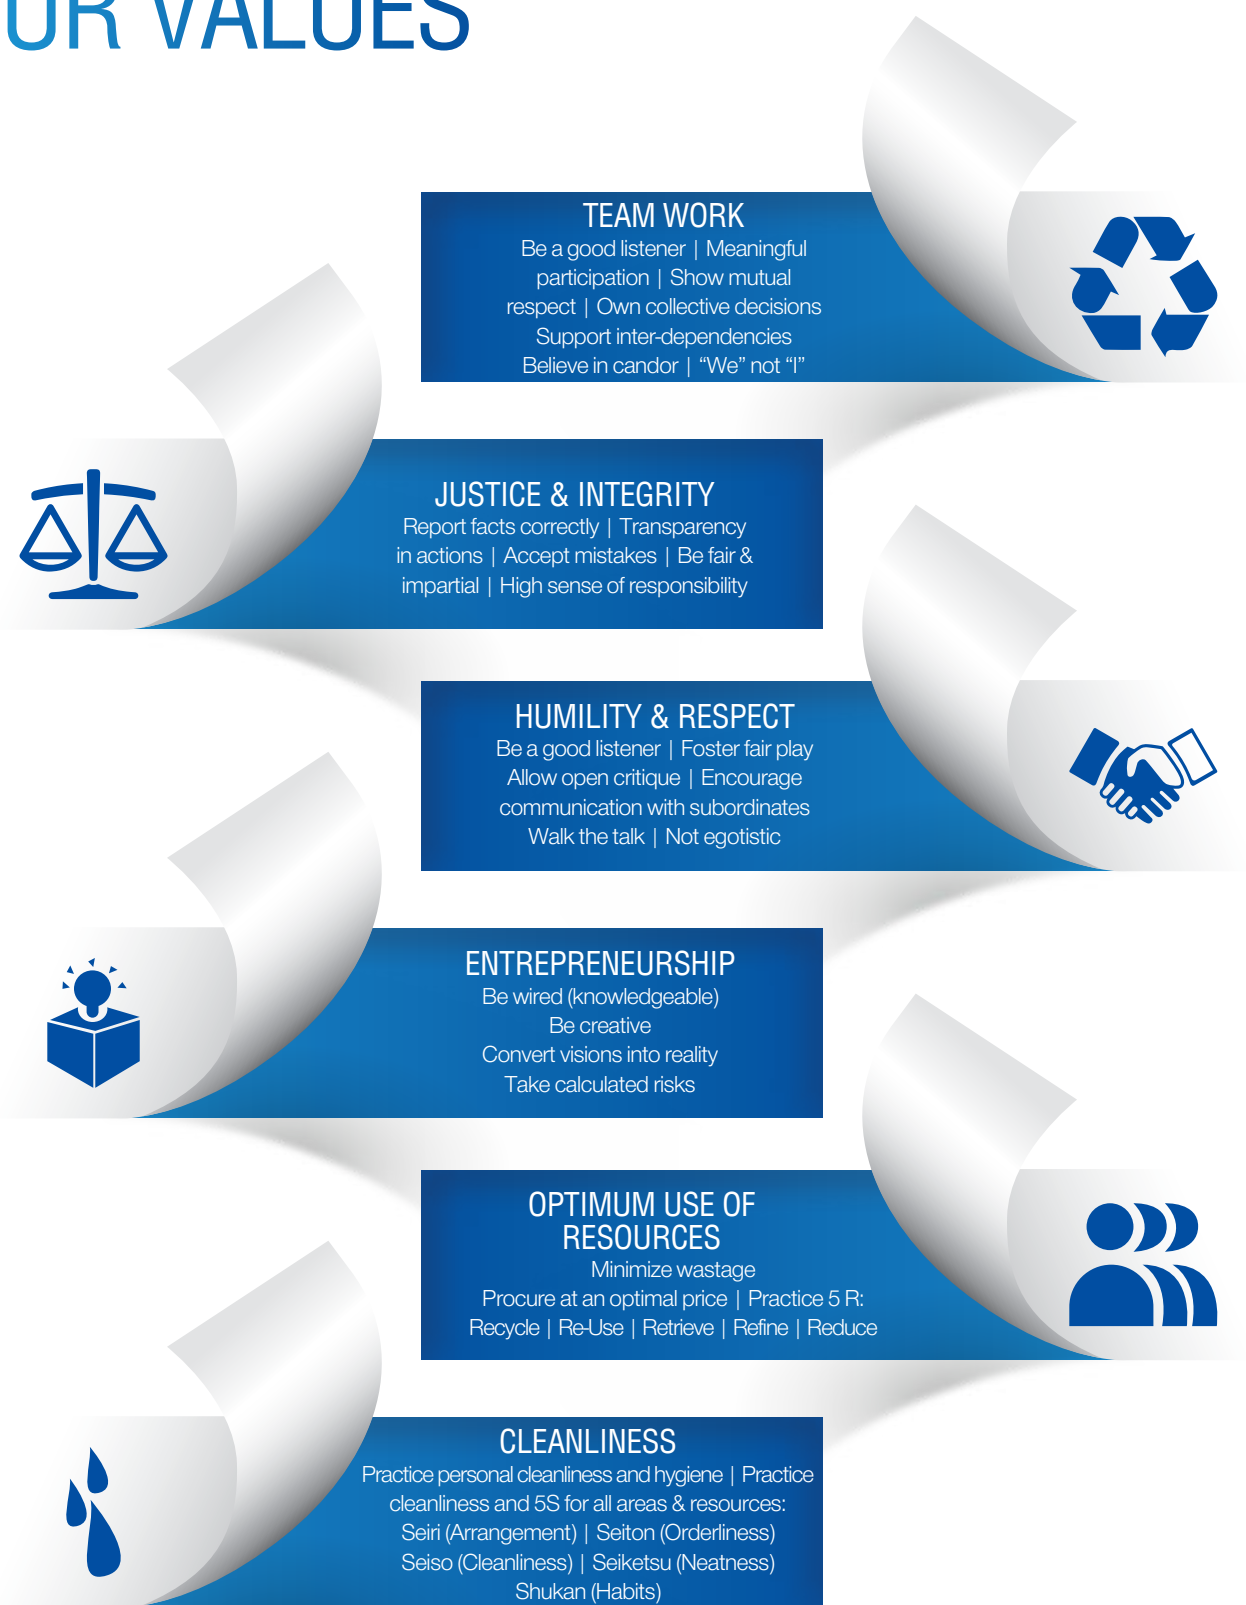 UR VALUES
TEAM WORK
Be a good listener | Meaningful
participation | Show mutual
respect | Own collective decisions
Support inter-dependencies
Believe in candor | “We” not “I”
JUSTICE & INTEGRITY
Report facts correctly | Transparency
in actions | Accept mistakes | Be fair &
impartial | High sense of responsibility
HUMILITY & RESPECT
Be a good listener | Foster fair play
Allow open critique | Encourage
communication with subordinates
Walk the talk | Not egotistic
ENTREPRENEURSHIP
Be wired (knowledgeable)
Be creative
Convert visions into reality
Take calculated risks
OPTIMUM USE OF
RESOURCES
Minimize wastage
Procure at an optimal price | Practice 5 R:
Recycle | Re-Use | Retrieve | Refine | Reduce
CLEANLINESS
Practice personal cleanliness and hygiene | Practice
cleanliness and 5S for all areas & resources:
Seiri (Arrangement) | Seiton (Orderliness)
Seiso (Cleanliness) | Seiketsu (Neatness)
Shukan (Habits)